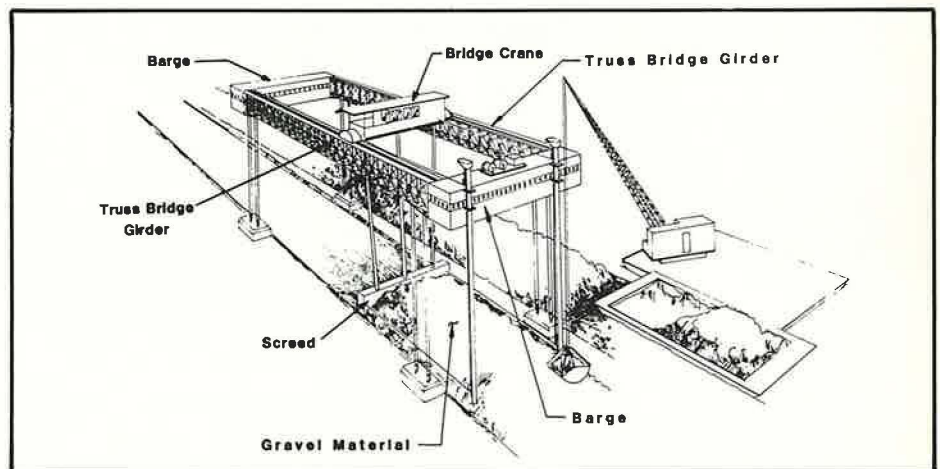 Barge
Bridge Crane
Truss Bridge Girder
Truss Bridge
Girder
Screed
Gravel Material
Barge